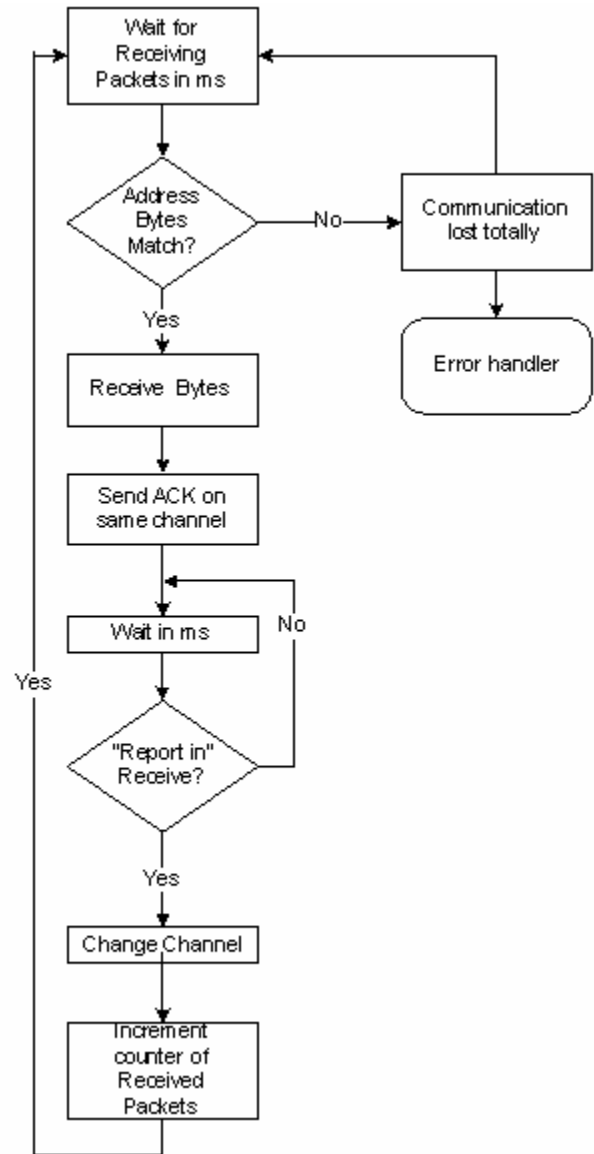 Wait for
Receiving
Packets in ms
Address
Bytes
Match?
No
Communication
lost totally
Yes
Error handler
Receive Bytes
Send ACK on
same channel
Wait in ms
No
Yes
"Report in"
Receive?
Yes
Change Channel
Increment
counter of
Received
Packets